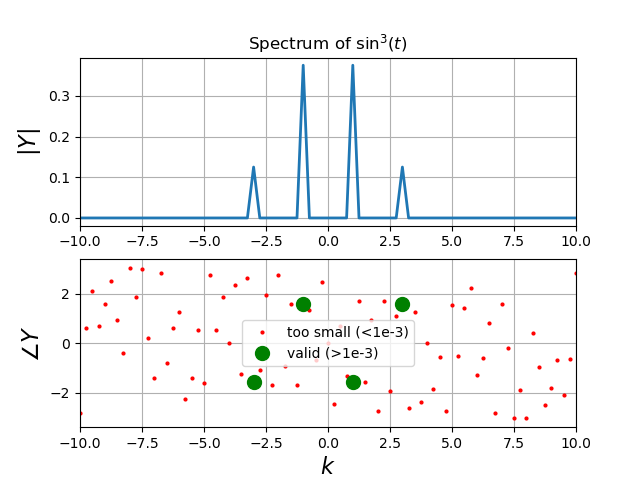 Spectrum of sin³(t)
|Y|
0.3
0.2
0.1
0.0
−10.0 −7.5 −5.0 −2.5 0.0 2.5 5.0 7.5 10.0
∠Y
2
0
−2
too small (<1e-3)
valid (>1e-3)
−10.0 −7.5 −5.0 −2.5 0.0 2.5 5.0 7.5 10.0
k